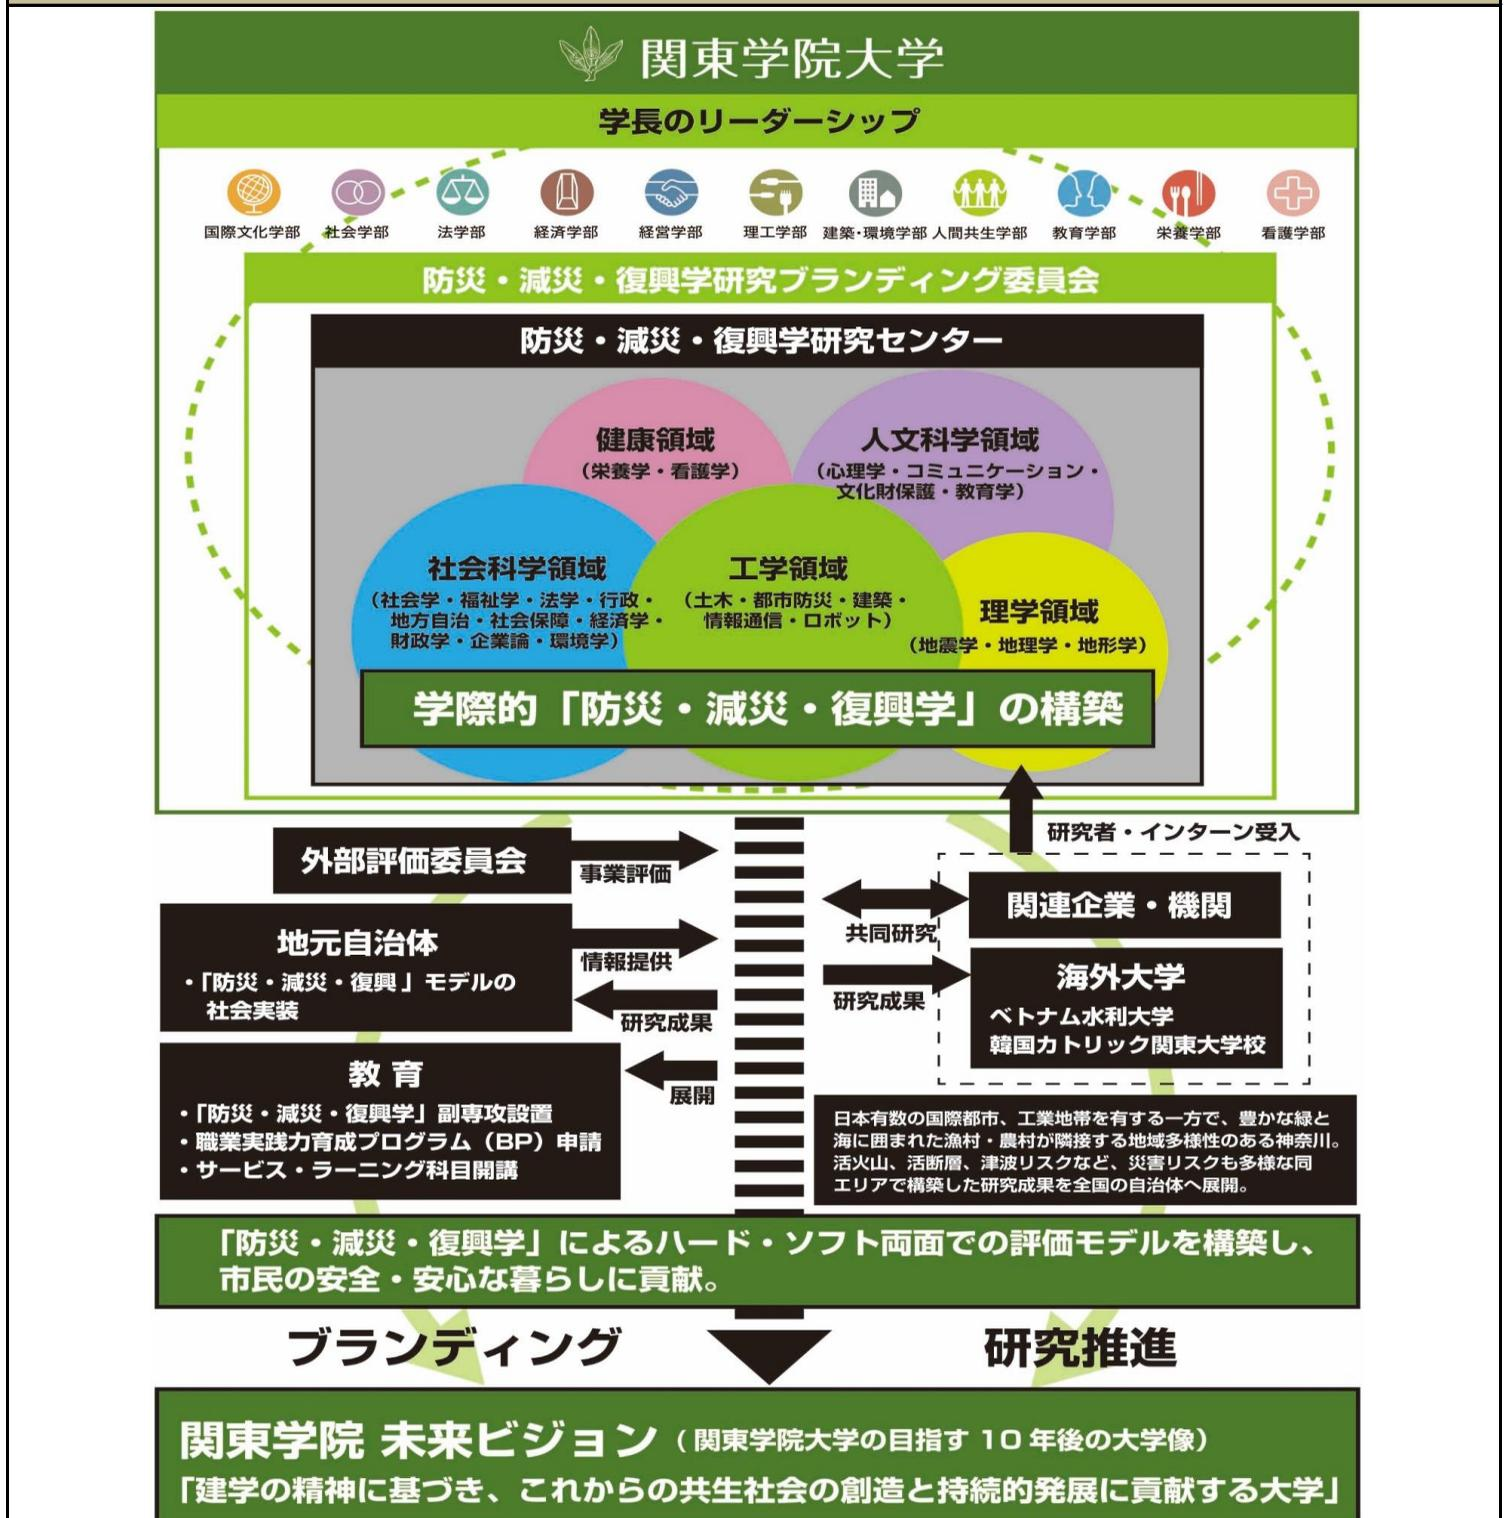 関東学院大学
学長のリーダーシップ
国際文化学部 社会学部 法学部 経済学部 経営学部 理工学部 建築・環境学部 人間共生学部 教育学部 栄養学部 看護学部
防災・減災・復興学研究ブランディング委員会
防災・減災・復興学研究センター
健康領域
(栄養学・看護学)
人文科学領域
(心理学・コミュニケーション・
文化財保護・教育学)
社会科学領域
(社会学・福祉学・法学・行政・
地方自治・社会保障・経済学・
財政学・企業論・環境学)
工学領域
(土木・都市防災・建築・
情報通信・ロボット)
理学領域
(地震学・地理学・地形学)
学際的「防災・減災・復興学」の構築
研究者・インターン受入
外部評価委員会
事業評価
地元自治体
・「防災・減災・復興」モデルの
社会実装
情報提供
研究成果
教育
・「防災・減災・復興学」副専攻設置
・職業実践力育成プログラム(BP)申請
・サービス・ラーニング科目開講
展開
関連企業・機関
共同研究
海外大学
ベトナム水利大学
韓国カトリック関東大学校
研究成果
日本有数の国際都市、工業地帯を有する一方で、豊かな緑と
海に囲まれた漁村・農村が隣接する地域多様性のある神奈川。
活火山、活断層、津波リスクなど、災害リスクも多様な同
エリアで構築した研究成果を全国の自治体へ展開。
「防災・減災・復興学」によるハード・ソフト両面での評価モデルを構築し、
市民の安全・安心な暮らしに貢献。
ブランディング
研究推進
関東学院 未来ビジョン(関東学院大学の目指す 10 年後の大学像)
「建学の精神に基づき、これからの共生社会の創造と持続的発展に貢献する大学」